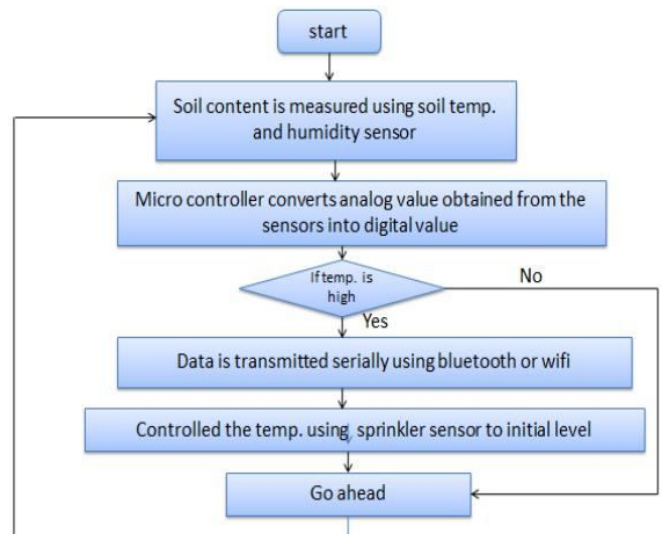 start
Soil content is measured using soil temp.
and humidity sensor
Micro controller converts analog value obtained from the
sensors into digital value
If temp. is
high
No
Yes
Data is transmitted serially using bluetooth or wifi
Controlled the temp. using sprinkler sensor to initial level
Go ahead